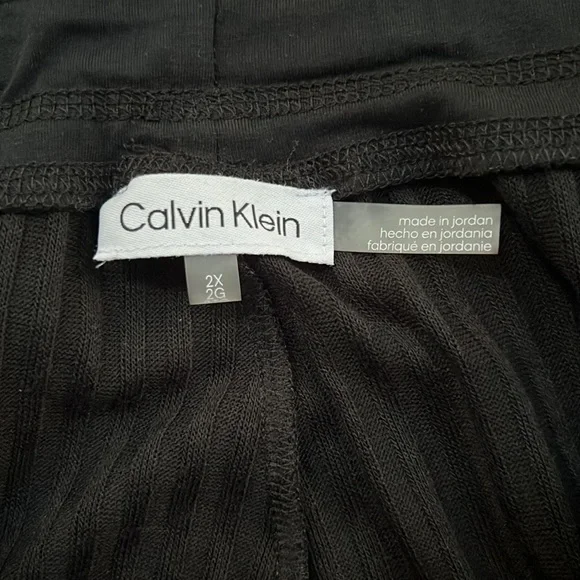 Calvin Klein
made in jordan
hecho en jordania
fabriqué en jordanie
2X
2G